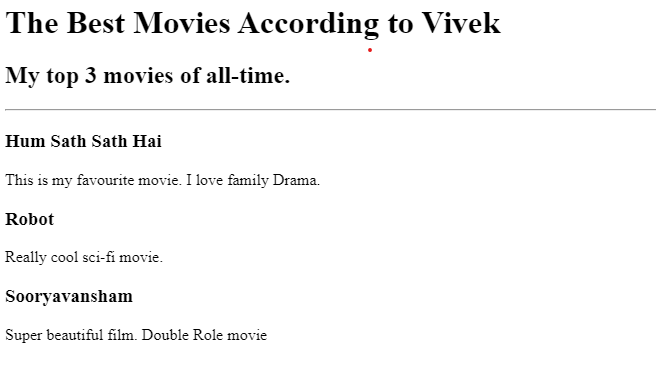 The Best Movies According to Vivek
My top 3 movies of all-time.
Hum Sath Sath Hai
This is my favourite movie. I love family Drama.
Robot
Really cool sci-fi movie.
Sooryavansham
Super beautiful film. Double Role movie